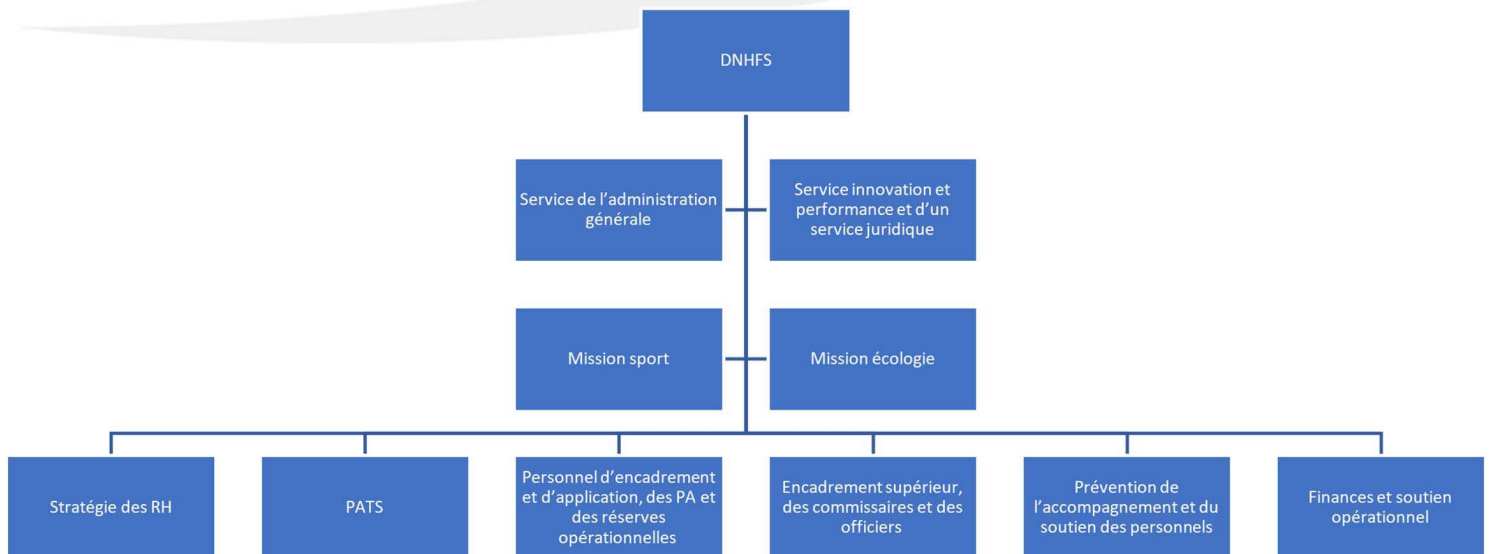 DNHFS
Service de l’administration
générale
Service innovation et
performance et d’un
service juridique
Mission sport
Mission écologie
Stratégie des RH
PATS
Personnel d’encadrement
et d’application, des PA et
des réserves
opérationnelles
Encadrement supérieur,
des commissaires et des
officiers
Prévention de
l’accompagnement et du
soutien des personnels
Finances et soutien
opérationnel